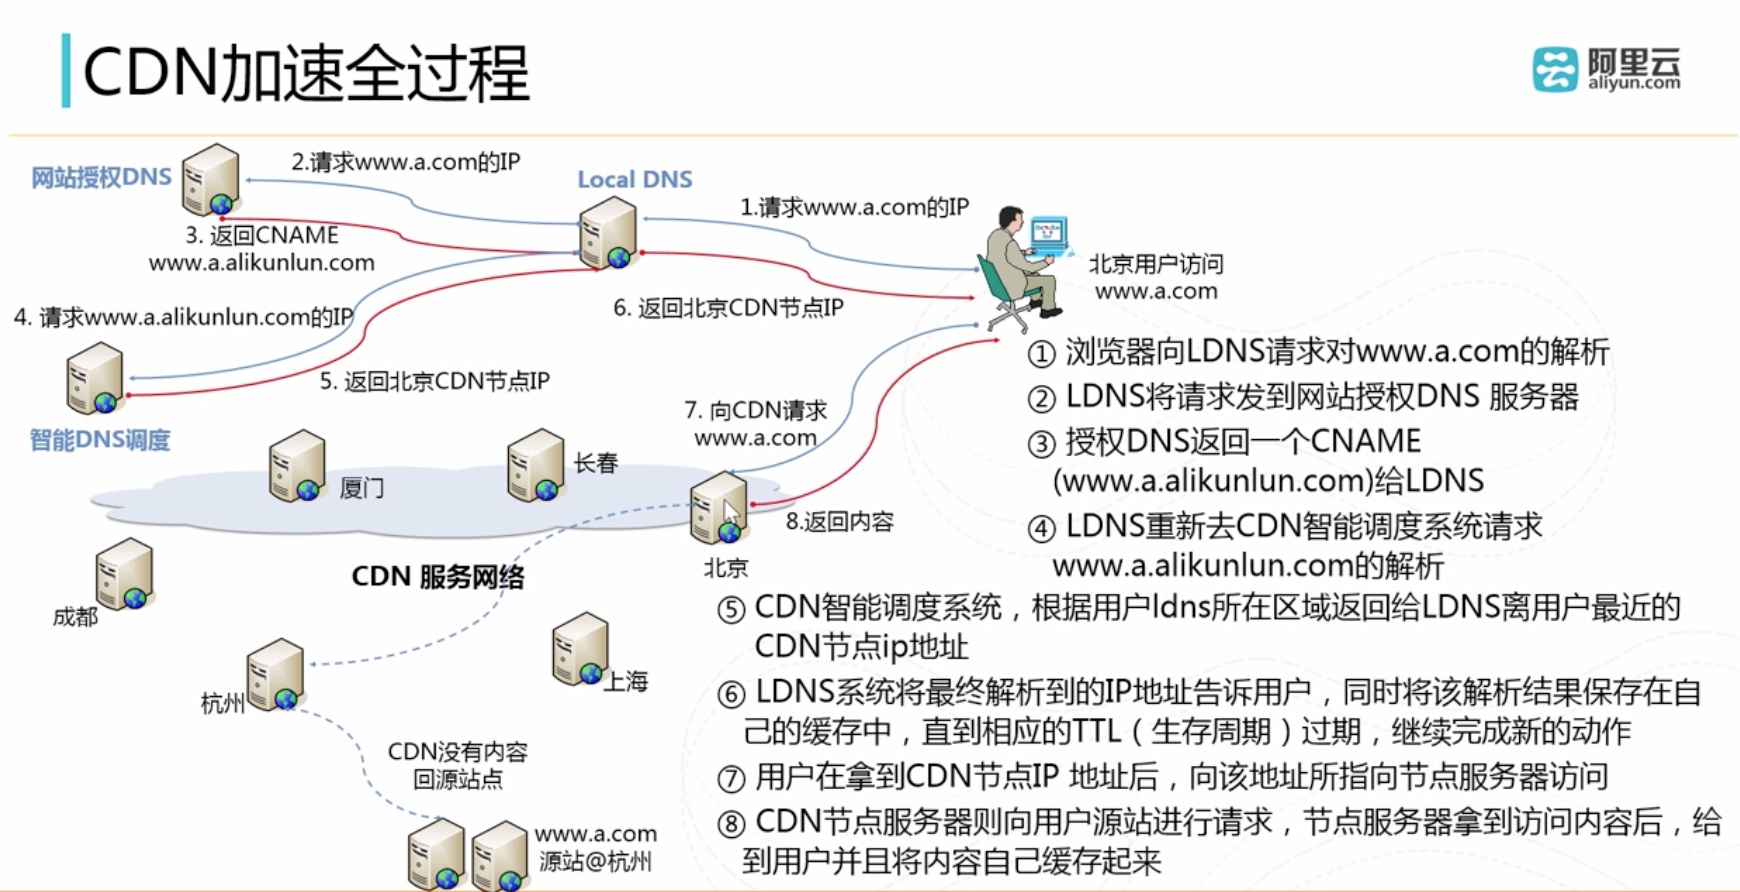 CDN加速全过程
阿里云
aliyun.com
网站授权DNS
2.请求www.a.com的IP
Local DNS
1.请求www.a.com的IP
3. 返回CNAME
www.a.alikunlun.com
北京用户访问
www.a.com
4. 请求www.a.alikunlun.com的IP
6. 返回北京CDN节点IP
5. 返回北京CDN节点IP
智能DNS调度
7. 向CDN请求
www.a.com
厦门
长春
8.返回内容
北京
CDN 服务网络
成都
杭州
上海
CDN没有内容
回源站点
www.a.com
源站@杭州
① 浏览器向LDNS请求对www.a.com的解析
② LDNS将请求发到网站授权DNS 服务器
③ 授权DNS返回一个CNAME
(www.a.alikunlun.com)给LDNS
④ LDNS重新去CDN智能调度系统请求
www.a.alikunlun.com的解析
⑤ CDN智能调度系统，根据用户ldns所在区域返回给LDNS离用户最近的
CDN节点ip地址
⑥ LDNS系统将最终解析到的IP地址告诉用户，同时将该解析结果保存在自
己的缓存中，直到相应的TTL（生存周期）过期，继续完成新的动作
⑦ 用户在拿到CDN节点IP 地址后，向该地址所指向节点服务器访问
⑧ CDN节点服务器则向用户源站进行请求，节点服务器拿到访问内容后，给
到用户并且将内容自己缓存起来